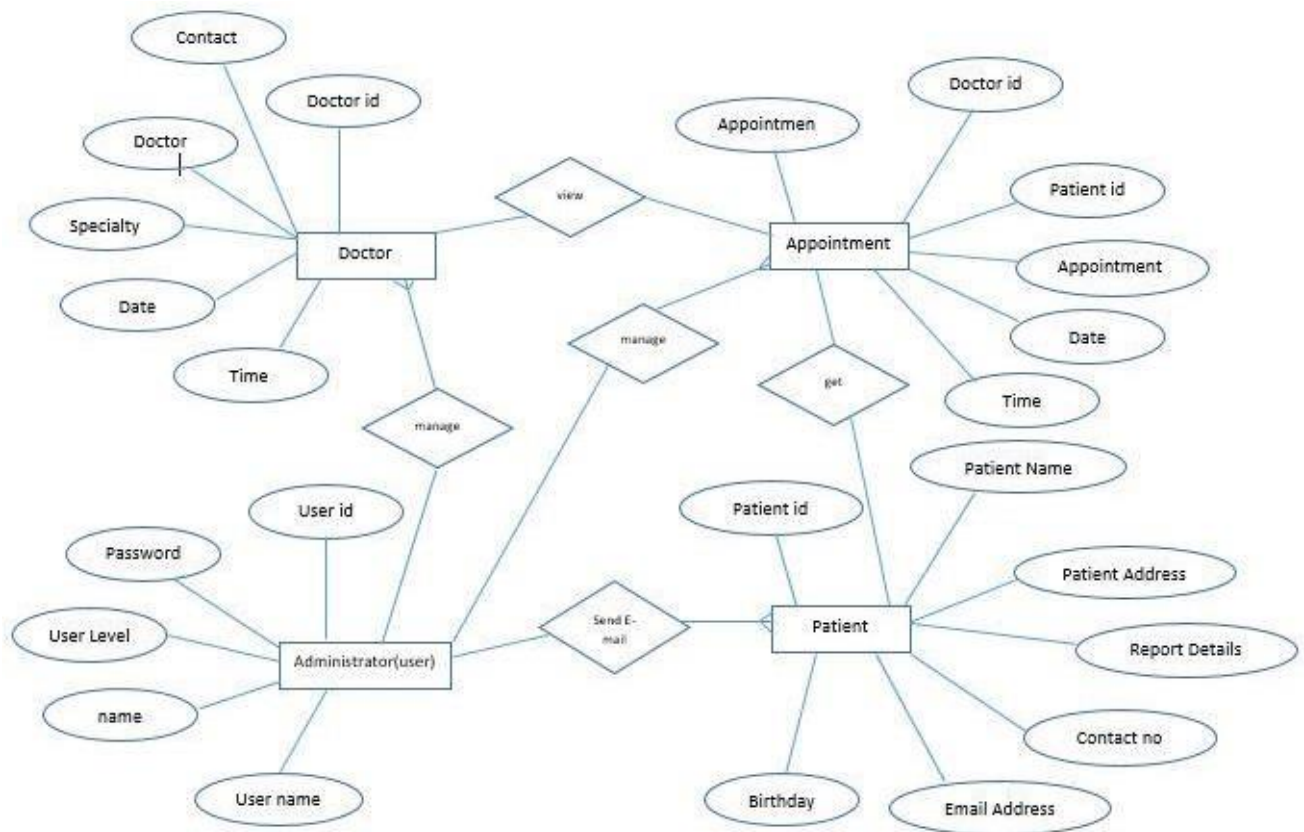 Contact
Doctor id
Doctor id
Appointmen
Doctor
view
Patient id
Specialty
Doctor
Appointment
Appointment
Date
manage
Date
Time
get
Time
manage
Patient Name
User id
Patient id
Password
Patient Address
User Level
Send E-
mail
Patient
Administrator(user)
Report Details
name
Contact no
User name
Birthday
Email Address